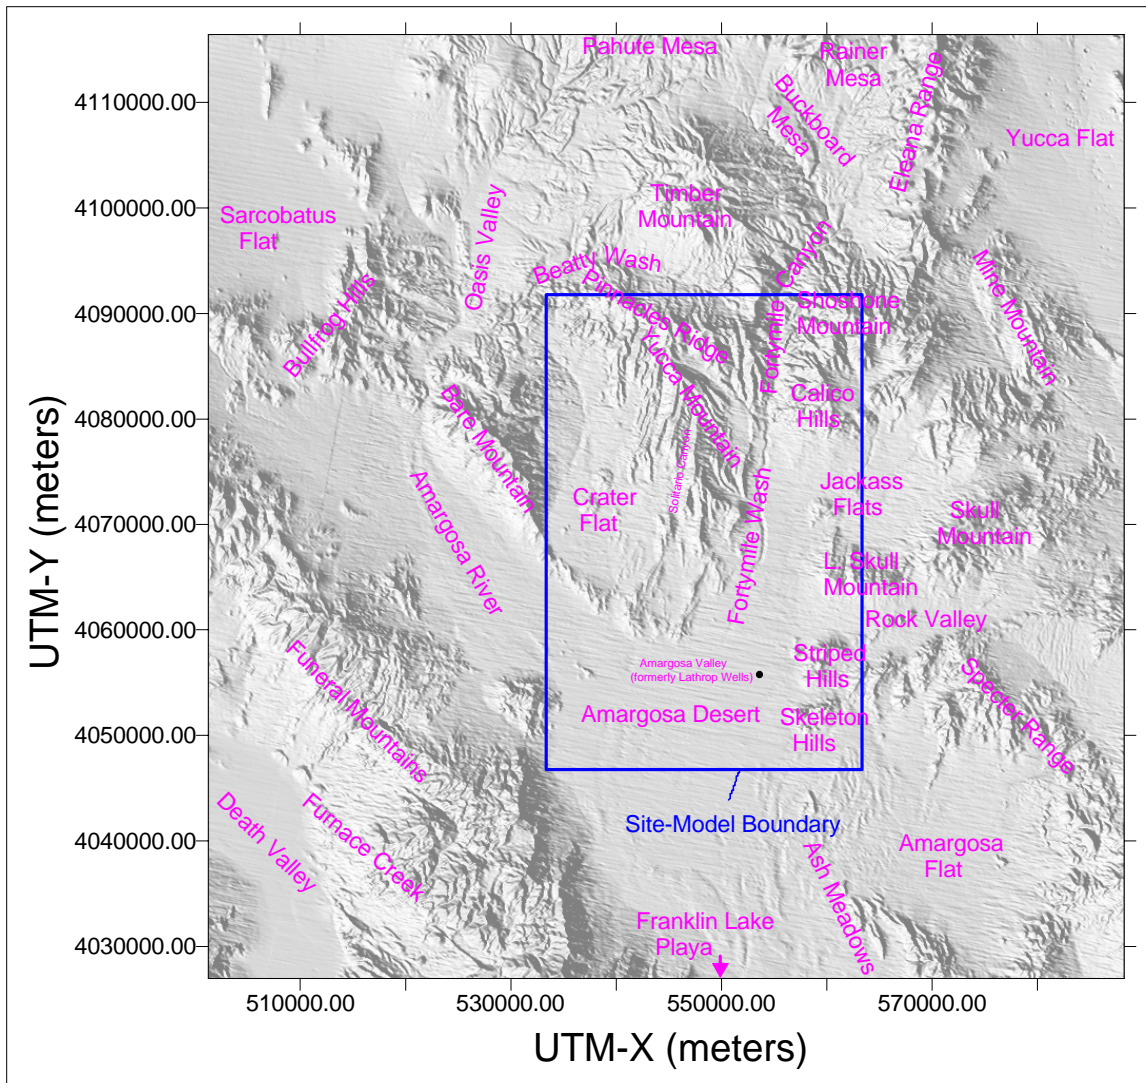 Pahute Mesa
Rainer
Mesa
Buckboard
Mesa
Eleana Range
Yucca Flat
4110000.00
4100000.00
4090000.00
4080000.00
4070000.00
4060000.00
4050000.00
4040000.00
4030000.00
UTM-Y (meters)
Sarcobatus
Flat
Oasis Valley
Timber
Mountain
Beatty Wash
Bullfrog Hills
Pinnacles Ridge
Fortymile Canyon
Shoshone
Mountain
Mine Mountain
Yucca Mountain
Calico
Hills
Bare Mountain
Solitario Canyon
Crater
Flat
Fortymile Wash
Jackass
Flats
Skull
Mountain
Amargosa River
L. Skull
Mountain
Rock Valley
Striped
Hills
Amargosa Valley
(formerly Lathrop Wells)
Amargosa Desert
Skeleton
Hills
Specter Range
Funeral Mountains
Site-Model Boundary
Death Valley
Furnace Creek
Amargosa
Flat
Ash Meadows
Franklin Lake
Playa
510000.00
530000.00
550000.00
570000.00
UTM-X (meters)